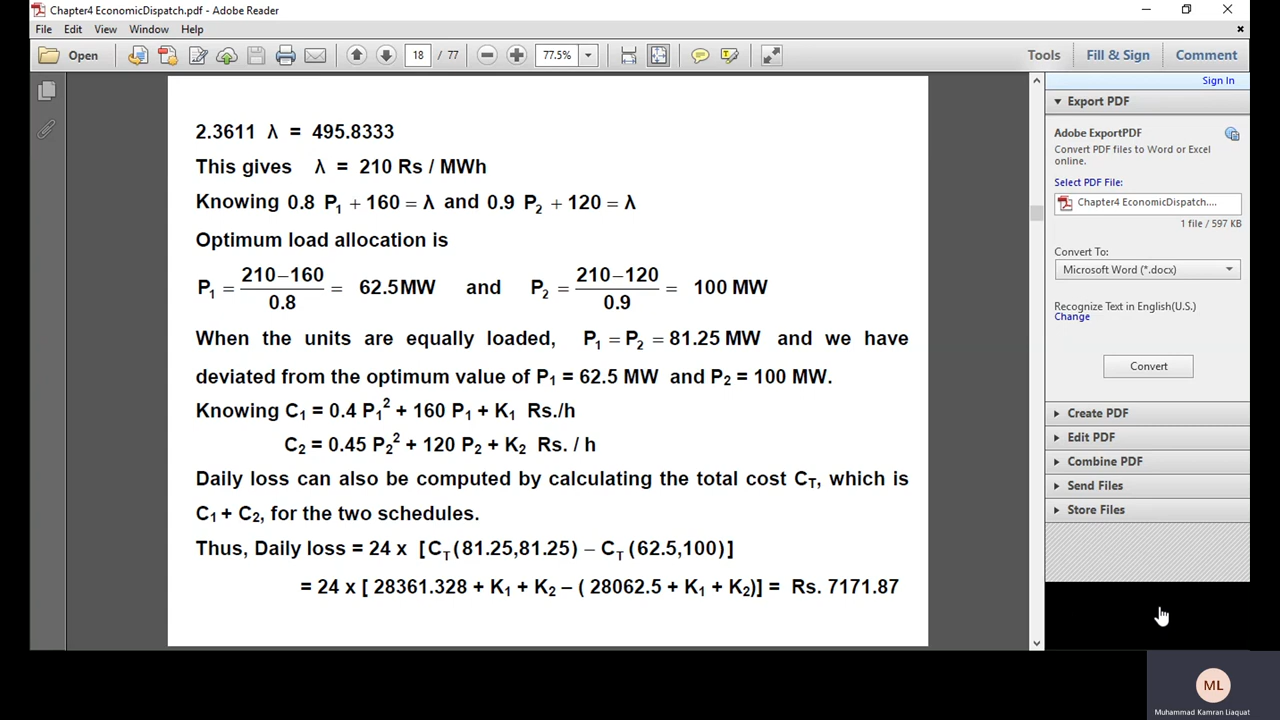 Chapter4 EconomicDispatch.pdf - Adobe Reader
File Edit View Window Help
Open 18 / 77 77.5% Tools Fill & Sign Comment
Sign In
Export PDF
Adobe ExportPDF
Convert PDF files to Word or Excel
online.
Select PDF File:
Chapter4 EconomicDispatch....
1 file / 597 KB
Convert To:
Microsoft Word (*.docx)
Recognize Text in English(U.S.)
Change
Convert
Create PDF
Edit PDF
Combine PDF
Send Files
Store Files
2.3611 λ = 495.8333
This gives λ = 210 Rs / MWh
Knowing 0.8 P₁ + 160 = λ and 0.9 P₂ + 120 = λ
Optimum load allocation is
P₁ = 210−160 / 0.8 = 62.5 MW and P₂ = 210−120 / 0.9 = 100 MW
When the units are equally loaded, P₁ = P₂ = 81.25 MW and we have
deviated from the optimum value of P₁ = 62.5 MW and P₂ = 100 MW.
Knowing C₁ = 0.4 P₁² + 160 P₁ + K₁ Rs./h
C₂ = 0.45 P₂² + 120 P₂ + K₂ Rs. / h
Daily loss can also be computed by calculating the total cost C_T, which is
C₁ + C₂, for the two schedules.
Thus, Daily loss = 24 x [C_T (81.25,81.25) − C_T (62.5,100)]
= 24 x [ 28361.328 + K₁ + K₂ – ( 28062.5 + K₁ + K₂)] = Rs. 7171.87
ML
Muhammad Kamran Liaquat